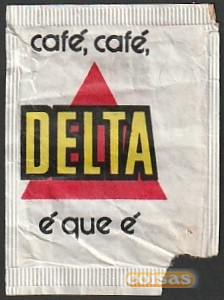 café, café,
DELTA
é que é
coisas